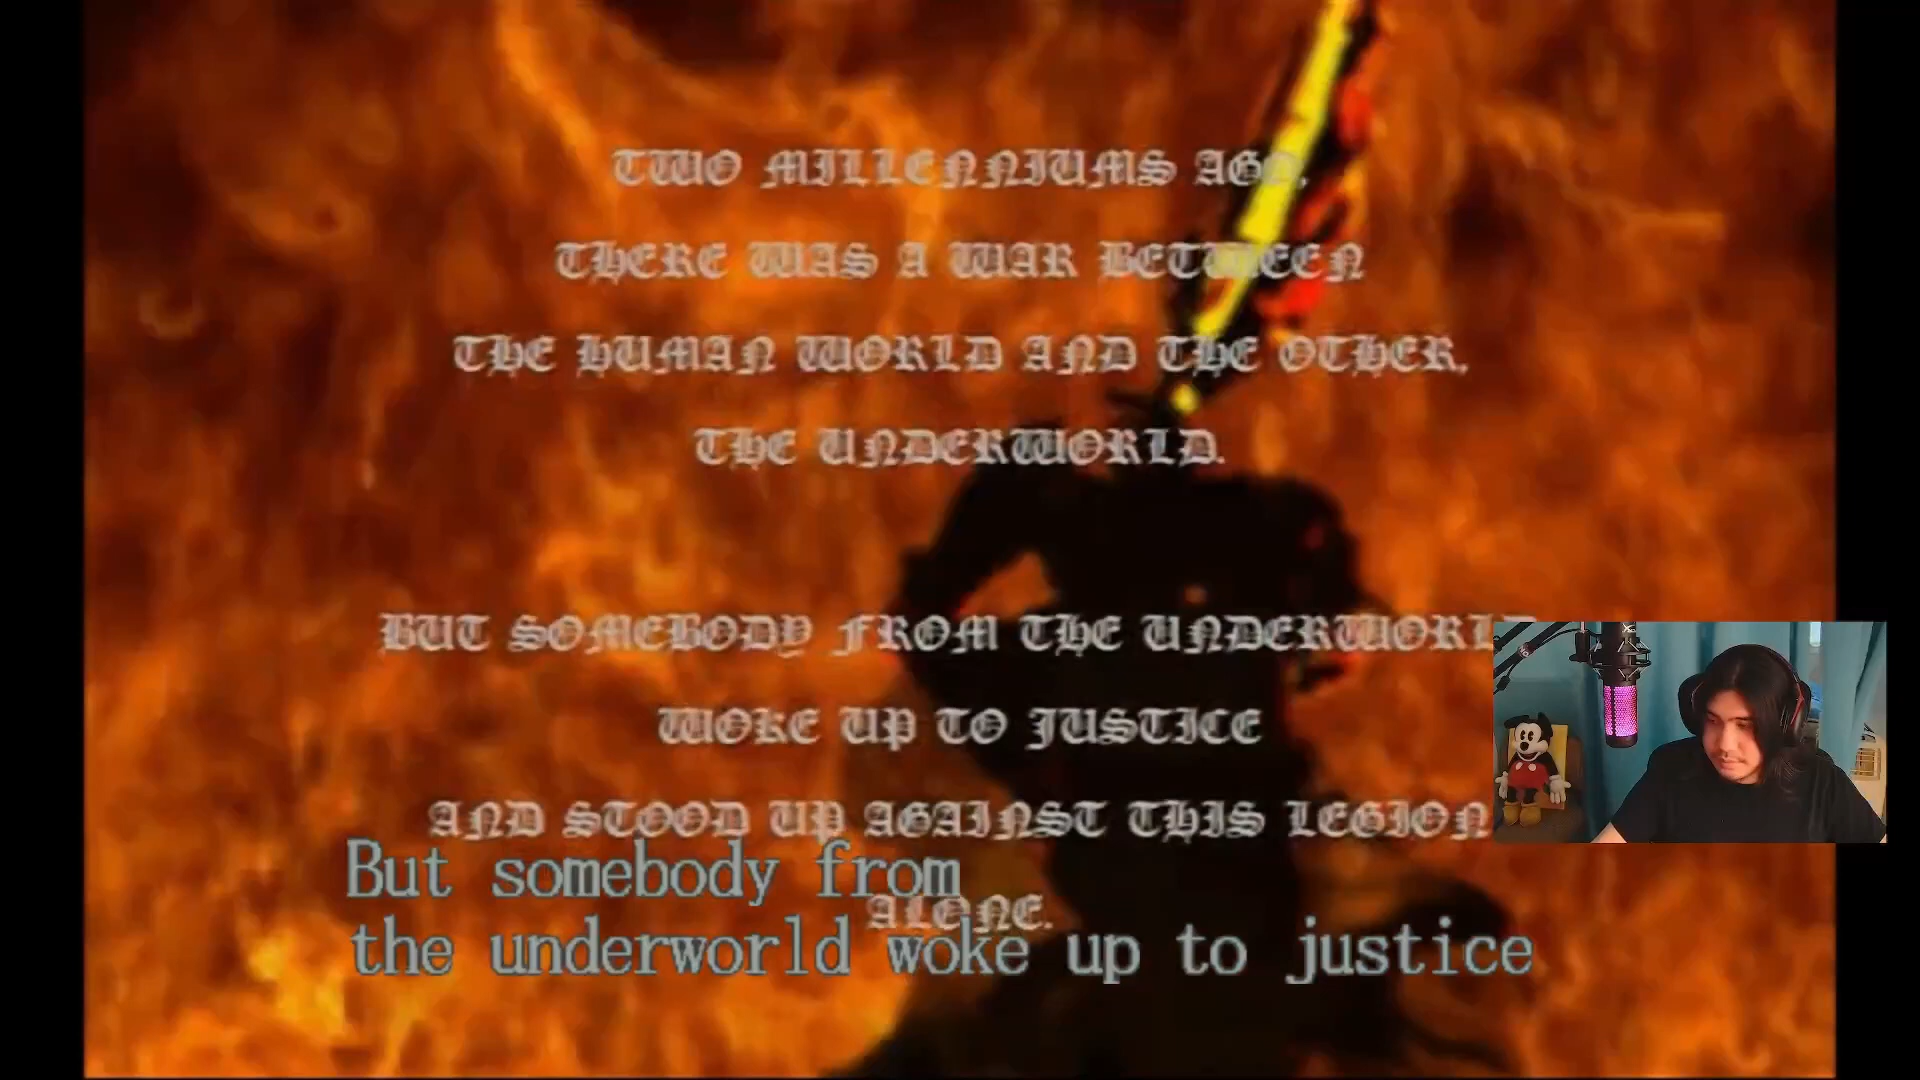 TWO MILLENNIUMS AGO,
THERE WAS A WAR BETWEEN
THE HUMAN WORLD AND THE OTHER,
THE UNDERWORLD.
BUT SOMEBODY FROM THE UNDERWORLD
WOKE UP TO JUSTICE
AND STOOD UP AGAINST THIS LEGION
ALONE.
But somebody from
the underworld woke up to justice